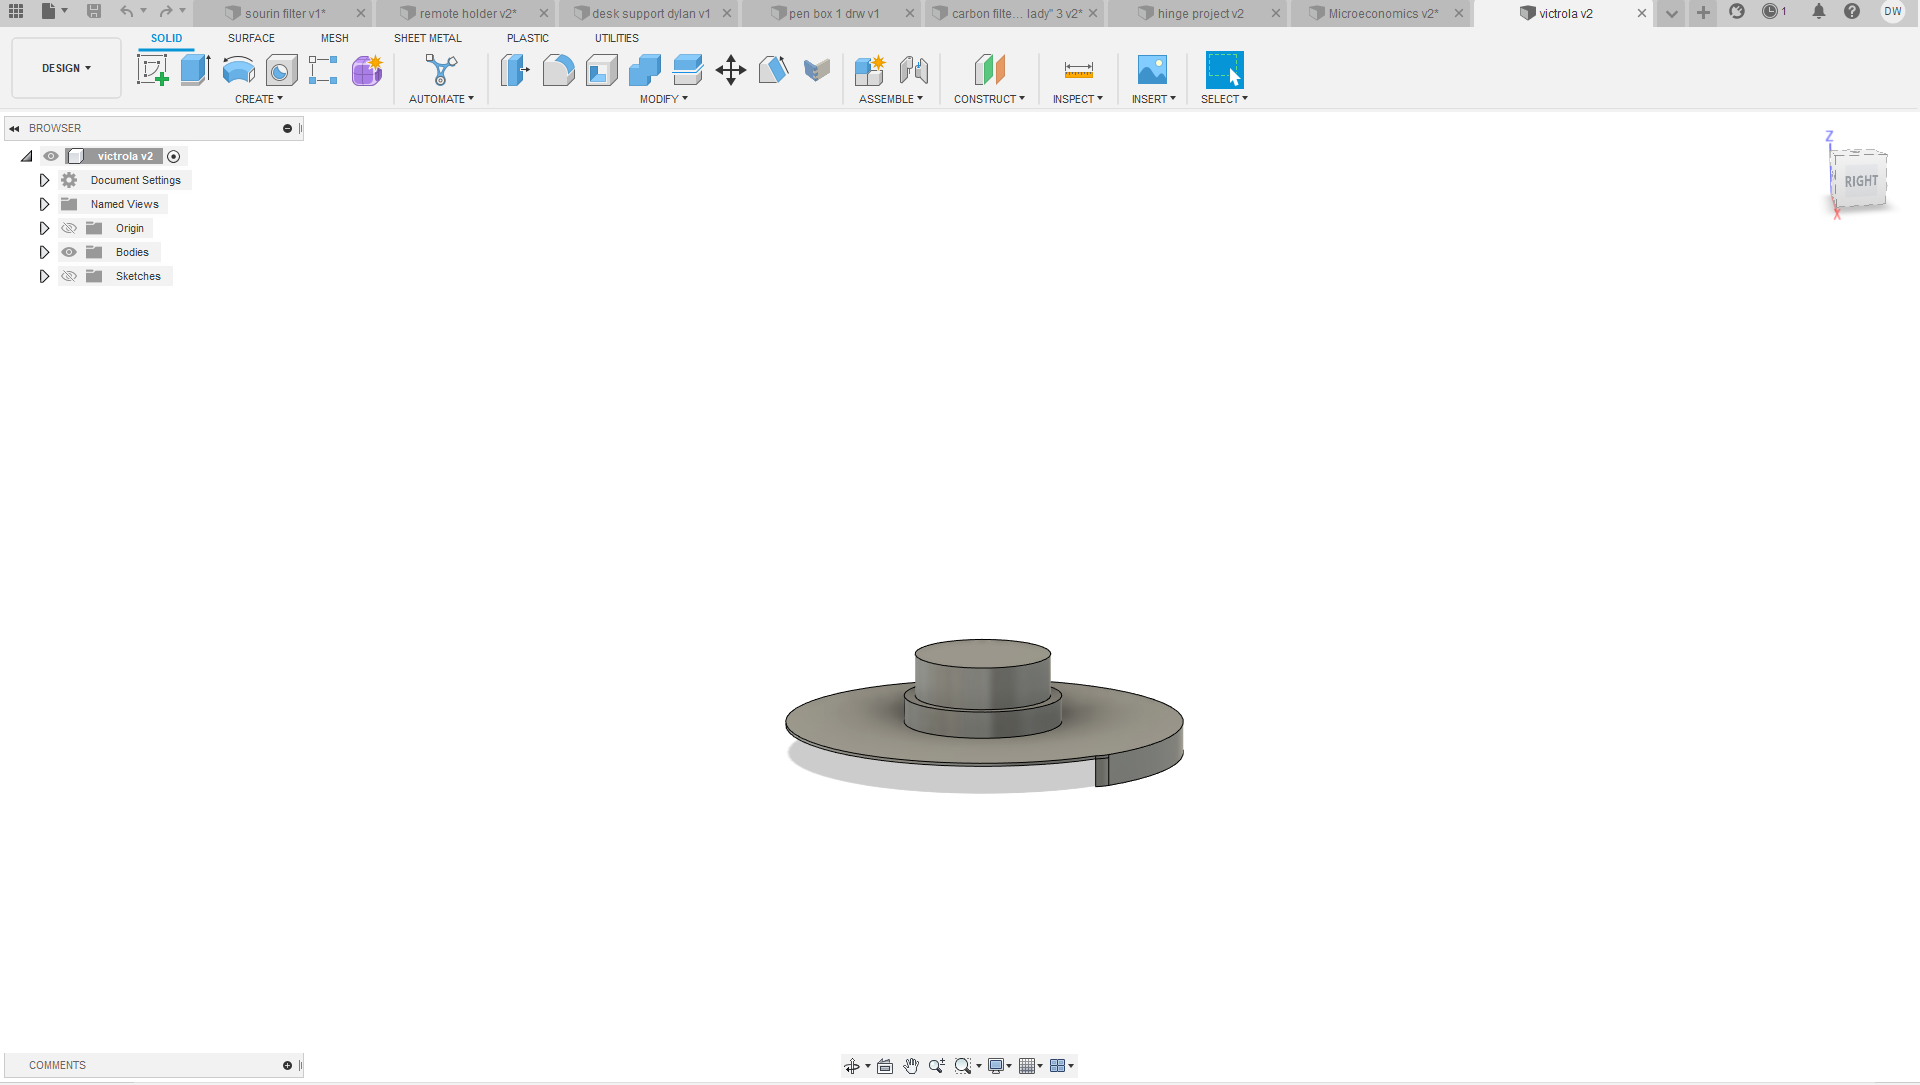 sourin filter v1*
remote holder v2*
desk support dylan v1
pen box 1 drw v1
carbon filte... lady" 3 v2*
hinge project v2
Microeconomics v2*
victrola v2
1
DW
DESIGN
SOLID
SURFACE
MESH
SHEET METAL
PLASTIC
UTILITIES
CREATE
AUTOMATE
MODIFY
ASSEMBLE
CONSTRUCT
INSPECT
INSERT
SELECT
BROWSER
victrola v2
Document Settings
Named Views
Origin
Bodies
Sketches
Z
RIGHT
X
COMMENTS